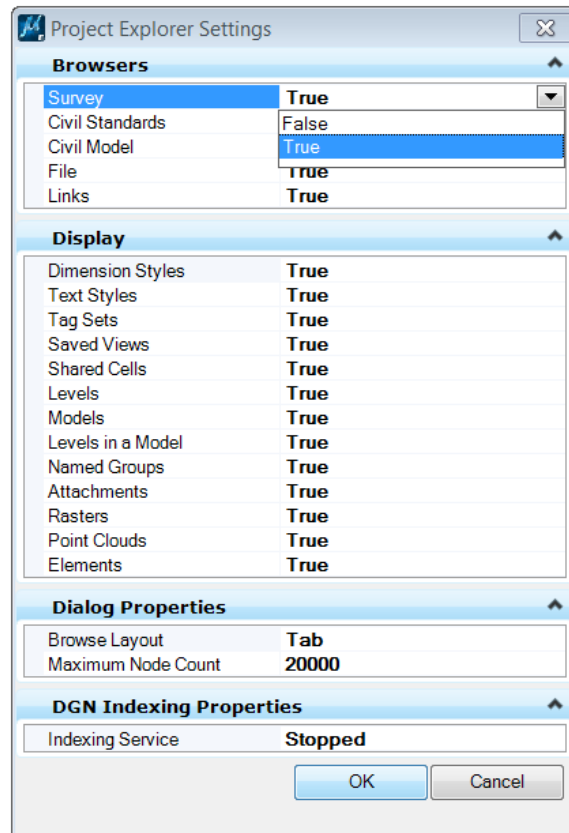 Project Explorer Settings
Browsers
Survey True
Civil Standards False
Civil Model True
File True
Links True
Display
Dimension Styles True
Text Styles True
Tag Sets True
Saved Views True
Shared Cells True
Levels True
Models True
Levels in a Model True
Named Groups True
Attachments True
Rasters True
Point Clouds True
Elements True
Dialog Properties
Browse Layout Tab
Maximum Node Count 20000
DGN Indexing Properties
Indexing Service Stopped
OK Cancel